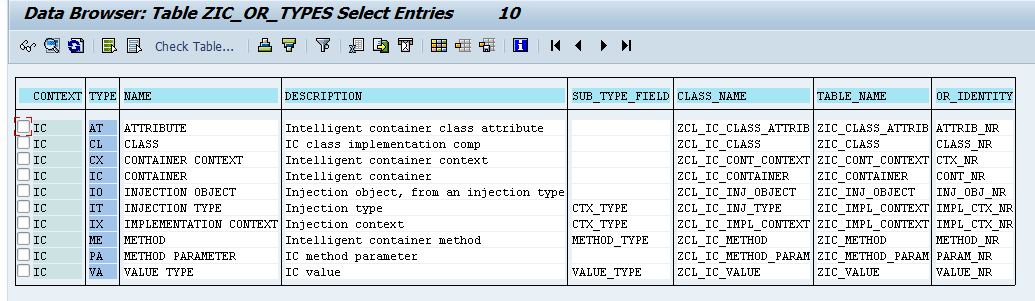 Data Browser: Table ZIC_OR_TYPES Select Entries 10
Check Table...
CONTEXT TYPE NAME DESCRIPTION SUB_TYPE_FIELD CLASS_NAME TABLE_NAME OR_IDENTITY
IC AT ATTRIBUTE Intelligent container class attribute ZCL_IC_CLASS_ATTRIB ZIC_CLASS_ATTRIB ATTRIB_NR
IC CL CLASS IC class implementation comp ZCL_IC_CLASS ZIC_CLASS CLASS_NR
IC CX CONTAINER CONTEXT Intelligent container context ZCL_IC_CONT_CONTEXT ZIC_CONT_CONTEXT CTX_NR
IC IC CONTAINER Intelligent container ZCL_IC_CONTAINER ZIC_CONTAINER CONT_NR
IC IO INJECTION OBJECT Injection object, from an injection type ZCL_IC_INJ_OBJECT ZIC_INJ_OBJECT INJ_OBJ_NR
IC IT INJECTION TYPE Injection type CTX_TYPE ZCL_IC_INJ_TYPE ZIC_IMPL_CONTEXT IMPL_CTX_NR
IC IX IMPLEMENTATION CONTEXT Injection context CTX_TYPE ZCL_IC_IMPL_CONTEXT ZIC_IMPL_CONTEXT IMPL_CTX_NR
IC ME METHOD Intelligent container method METHOD_TYPE ZCL_IC_METHOD ZIC_METHOD METHOD_NR
IC PA METHOD PARAMETER IC method parameter ZCL_IC_METHOD_PARAM ZIC_METHOD_PARAM PARAM_NR
IC VA VALUE TYPE IC value VALUE_TYPE ZCL_IC_VALUE ZIC_VALUE VALUE_NR